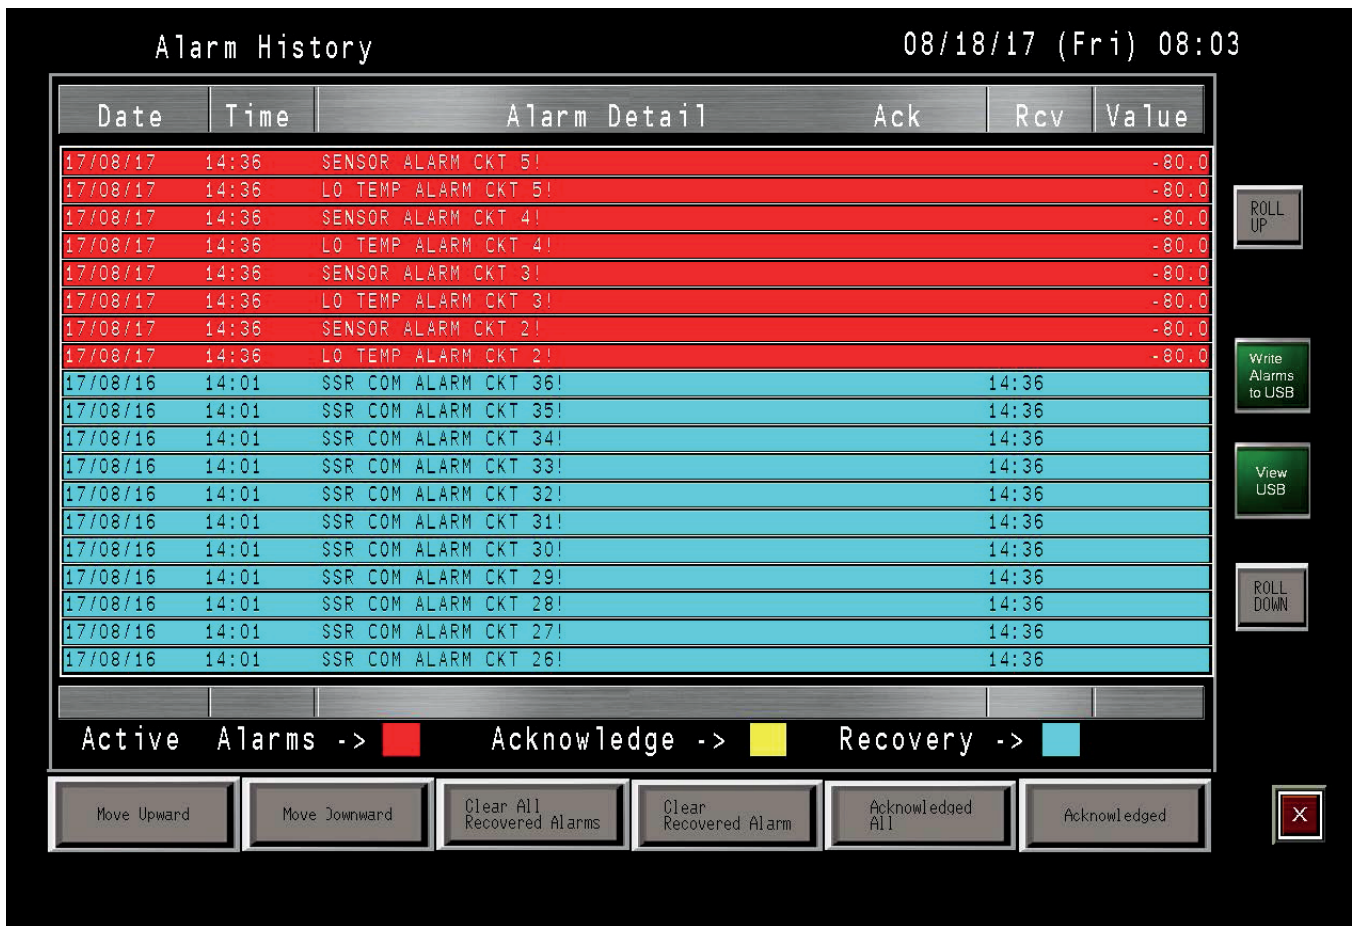 Alarm History 08/18/17 (Fri) 08:03
Date Time Alarm Detail Ack Rcv Value
17/08/17 14:36 SENSOR ALARM CKT 5! -80.0
17/08/17 14:36 LO TEMP ALARM CKT 5! -80.0
17/08/17 14:36 SENSOR ALARM CKT 4! -80.0
17/08/17 14:36 LO TEMP ALARM CKT 4! -80.0
17/08/17 14:36 SENSOR ALARM CKT 3! -80.0
17/08/17 14:36 LO TEMP ALARM CKT 3! -80.0
17/08/17 14:36 SENSOR ALARM CKT 2! -80.0
17/08/17 14:36 LO TEMP ALARM CKT 2! -80.0
17/08/16 14:01 SSR COM ALARM CKT 36! 14:36
17/08/16 14:01 SSR COM ALARM CKT 35! 14:36
17/08/16 14:01 SSR COM ALARM CKT 34! 14:36
17/08/16 14:01 SSR COM ALARM CKT 33! 14:36
17/08/16 14:01 SSR COM ALARM CKT 32! 14:36
17/08/16 14:01 SSR COM ALARM CKT 31! 14:36
17/08/16 14:01 SSR COM ALARM CKT 30! 14:36
17/08/16 14:01 SSR COM ALARM CKT 29! 14:36
17/08/16 14:01 SSR COM ALARM CKT 28! 14:36
17/08/16 14:01 SSR COM ALARM CKT 27! 14:36
17/08/16 14:01 SSR COM ALARM CKT 26! 14:36
ROLL
UP
Write
Alarms
to USB
View
USB
ROLL
DOWN
Active Alarms -> Acknowledge -> Recovery ->
Move Upward
Move Downward
Clear All
Recovered Alarms
Clear
Recovered Alarm
Acknowledged
All
Acknowledged
X